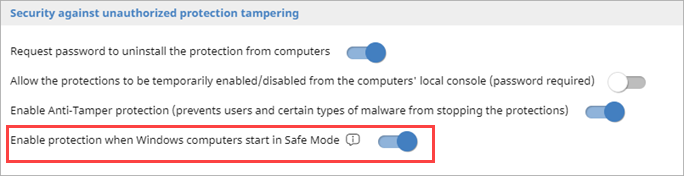 Security against unauthorized protection tampering
Request password to uninstall the protection from computers
Allow the protections to be temporarily enabled/disabled from the computers' local console (password required)
Enable Anti-Tamper protection (prevents users and certain types of malware from stopping the protections)
Enable protection when Windows computers start in Safe Mode